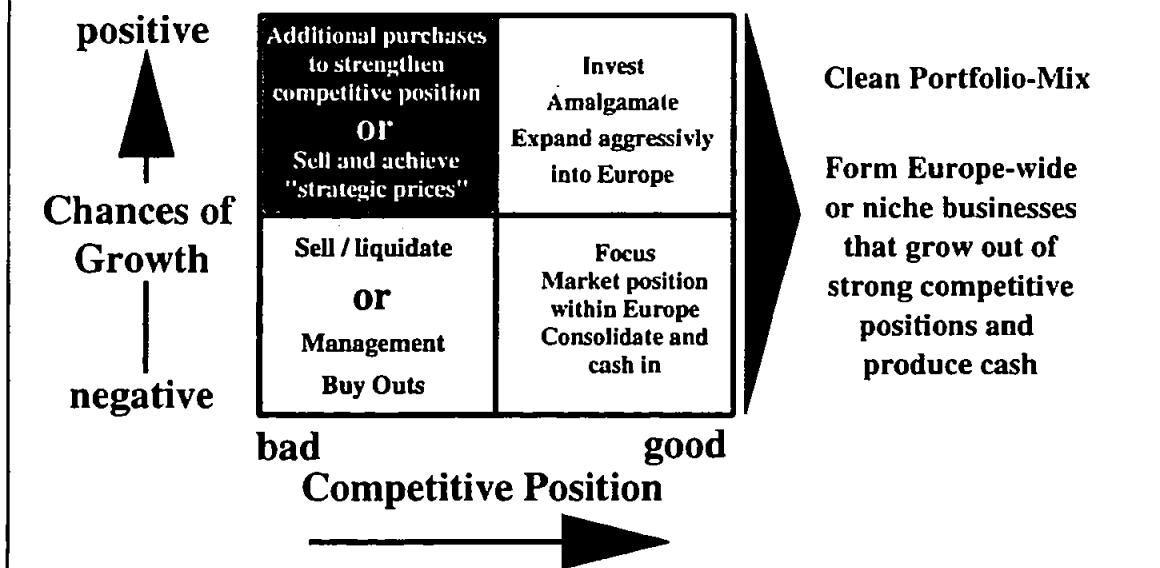 positive
Chances of
Growth
negative
Additional purchases
to strengthen
competitive position
or
Sell and achieve
"strategic prices"
Invest
Amalgamate
Expand aggressivly
into Europe
Sell / liquidate
or
Management
Buy Outs
Focus
Market position
within Europe
Consolidate and
cash in
bad
good
Competitive Position
Clean Portfolio-Mix
Form Europe-wide
or niche businesses
that grow out of
strong competitive
positions and
produce cash